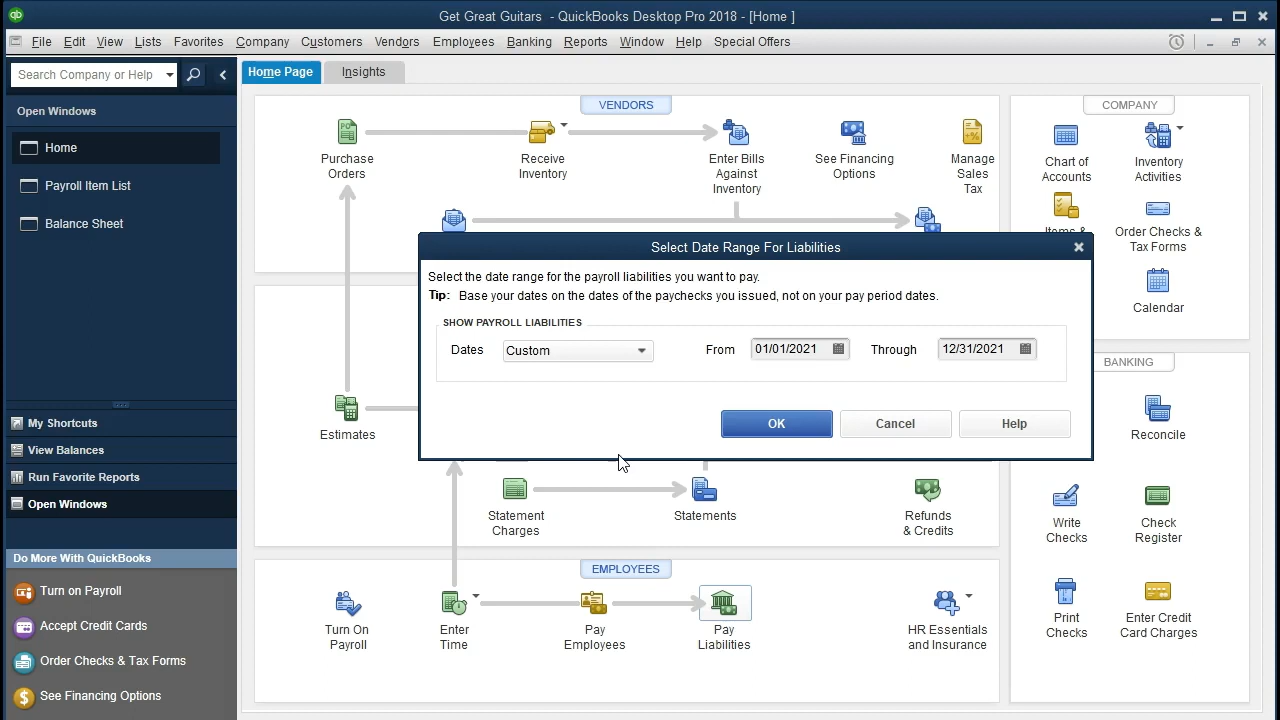 Get Great Guitars - QuickBooks Desktop Pro 2018 - [Home ]
File Edit View Lists Favorites Company Customers Vendors Employees Banking Reports Window Help Special Offers
Search Company or Help
Open Windows
Home
Payroll Item List
Balance Sheet
My Shortcuts
View Balances
Run Favorite Reports
Open Windows
Do More With QuickBooks
Turn on Payroll
Accept Credit Cards
Order Checks & Tax Forms
See Financing Options
Home Page
Insights
VENDORS
Purchase
Orders
Receive
Inventory
Enter Bills
Against
Inventory
See Financing
Options
Manage
Sales
Tax
Select Date Range For Liabilities
Select the date range for the payroll liabilities you want to pay.
Tip: Base your dates on the dates of the paychecks you issued, not on your pay period dates.
SHOW PAYROLL LIABILITIES
Dates Custom From 01/01/2021 Through 12/31/2021
OK Cancel Help
Estimates
Statement
Charges
Statements
Refunds
& Credits
EMPLOYEES
Turn On
Payroll
Enter
Time
Pay
Employees
Pay
Liabilities
HR Essentials
and Insurance
COMPANY
Chart of
Accounts
Inventory
Activities
Items &
Order Checks &
Tax Forms
Calendar
BANKING
Reconcile
Write
Checks
Check
Register
Print
Checks
Enter Credit
Card Charges